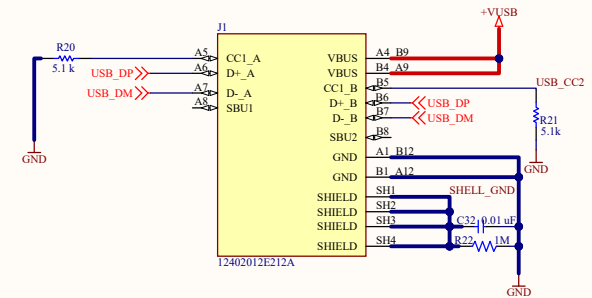 +VUSB
J1
R20
5.1 k
GND
USB_DP
USB_DM
A5
A6
A7
A8
CC1_A
D+_A
D-_A
SBU1
VBUS
VBUS
CC1_B
D+_B
D-_B
SBU2
GND
GND
SHIELD
SHIELD
SHIELD
SHIELD
A4_B9
B4_A9
B5
B6
B7
B8
A1_B12
B1_A12
SH1
SH2
SH3
SH4
USB_CC2
USB_DP
USB_DM
R21
5.1k
GND
SHELL_GND
C32 0.01 uF
R22 1M
GND
12402012E212A